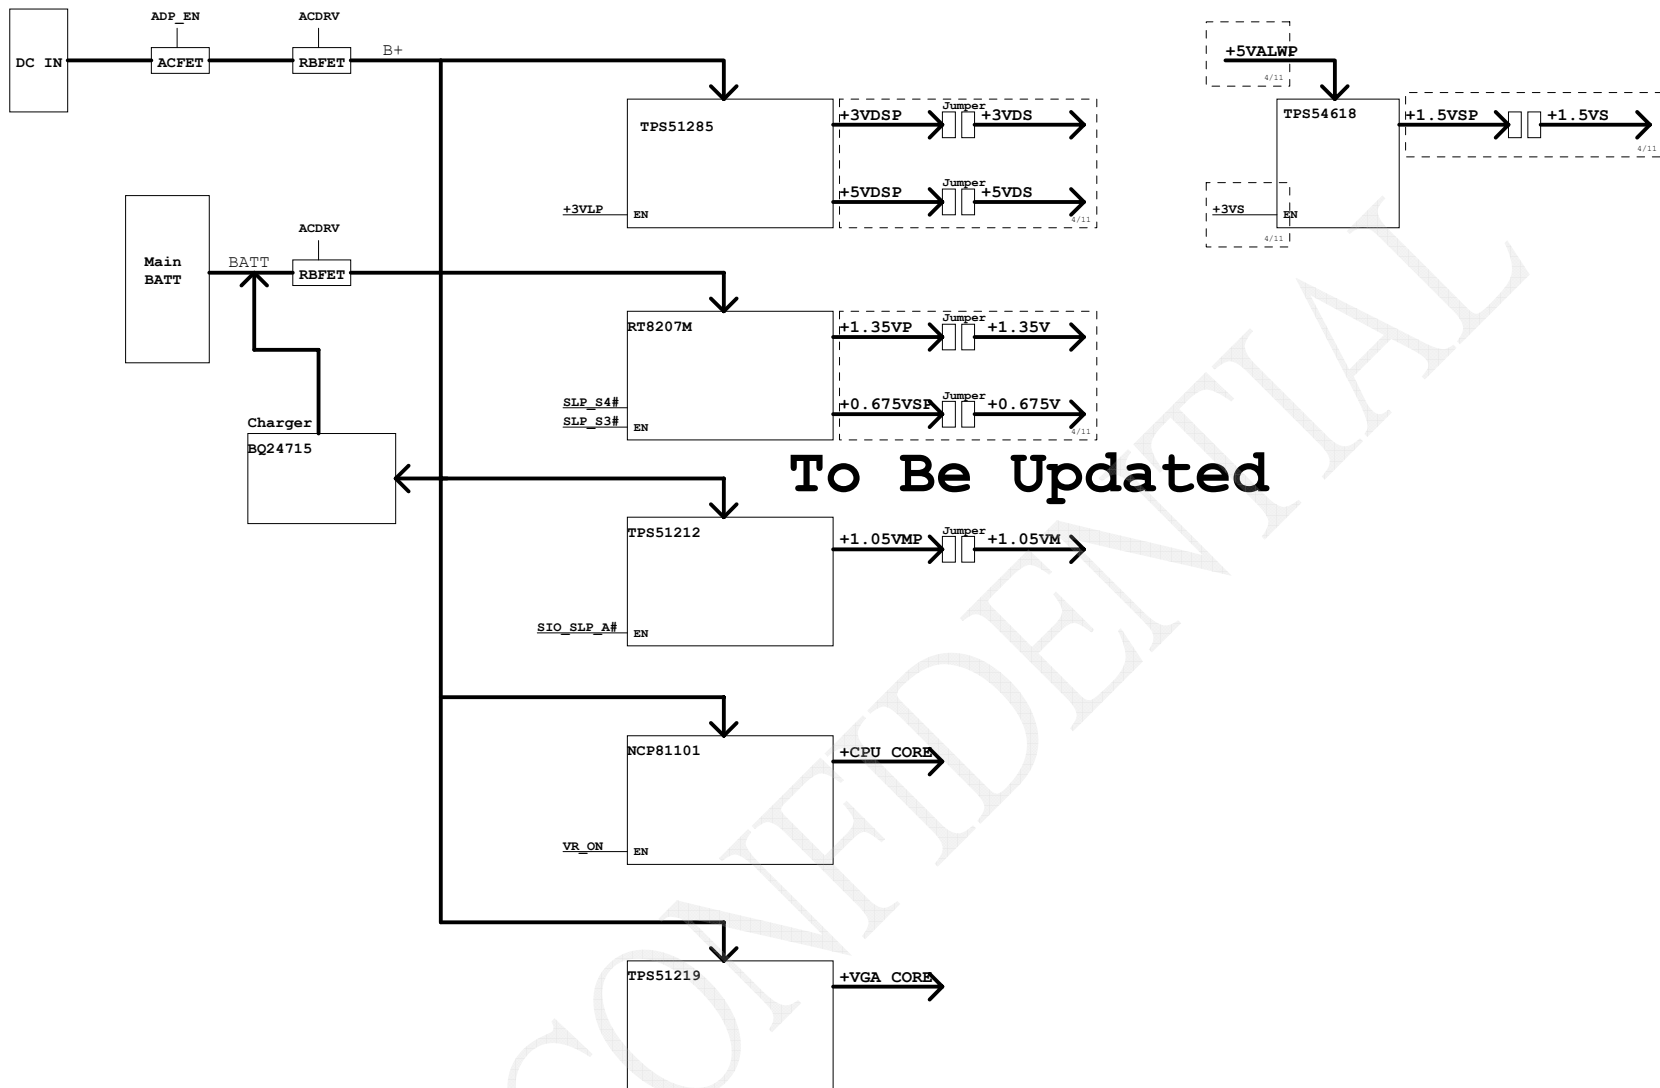 ADP_EN
ACDRV
DC IN
ACFET
RBFET
B+
+5VALWP
4/11
TPS51285
+3VDSP
Jumper
+3VDS
+5VDSP
Jumper
+5VDS
4/11
+3VLP
EN
TPS54618
+1.5VSP
+1.5VS
4/11
+3VS
EN
4/11
Main
BATT
BATT
ACDRV
RBFET
RT8207M
+1.35VP
Jumper
+1.35V
SLP_S4#
SLP_S3#
EN
+0.675VSP
Jumper
+0.675V
4/11
Charger
BQ24715
To Be Updated
TPS51212
+1.05VMP
Jumper
+1.05VM
SIO_SLP_A#
EN
NCP81101
+CPU_CORE
VR_ON
EN
TPS51219
+VGA_CORE
CONFIDENTIAL